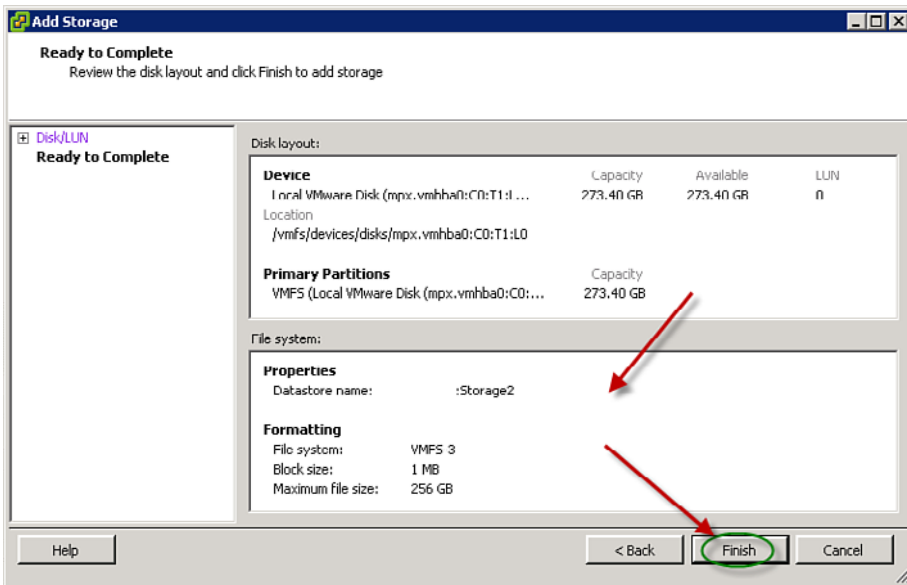 Add Storage
Ready to Complete
Review the disk layout and click Finish to add storage
Disk/LUN
Ready to Complete
Disk layout:
Device Capacity Available LUN
Local VMware Disk (mpx.vmhba0:C0:T1:L... 273.40 GB 273.40 GB 0
Location
/vmfs/devices/disks/mpx.vmhba0:C0:T1:L0
Primary Partitions Capacity
VMFS (Local VMware Disk (mpx.vmhba0:C0:... 273.40 GB
File system:
Properties
Datastore name: :Storage2
Formatting
File system: VMFS 3
Block size: 1 MB
Maximum file size: 256 GB
Help < Back Finish Cancel